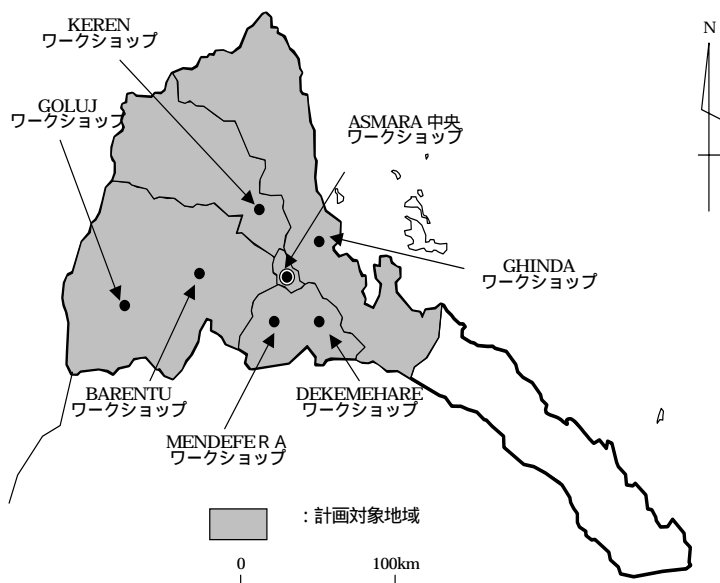 KEREN
ワークショップ
N
GOLUJ
ワークショップ
ASMARA 中央
ワークショップ
GHINDA
ワークショップ
BARENTU
ワークショップ
DEKEMEHARE
ワークショップ
MENDEFEＲＡ
ワークショップ
：計画対象地域
0 100km